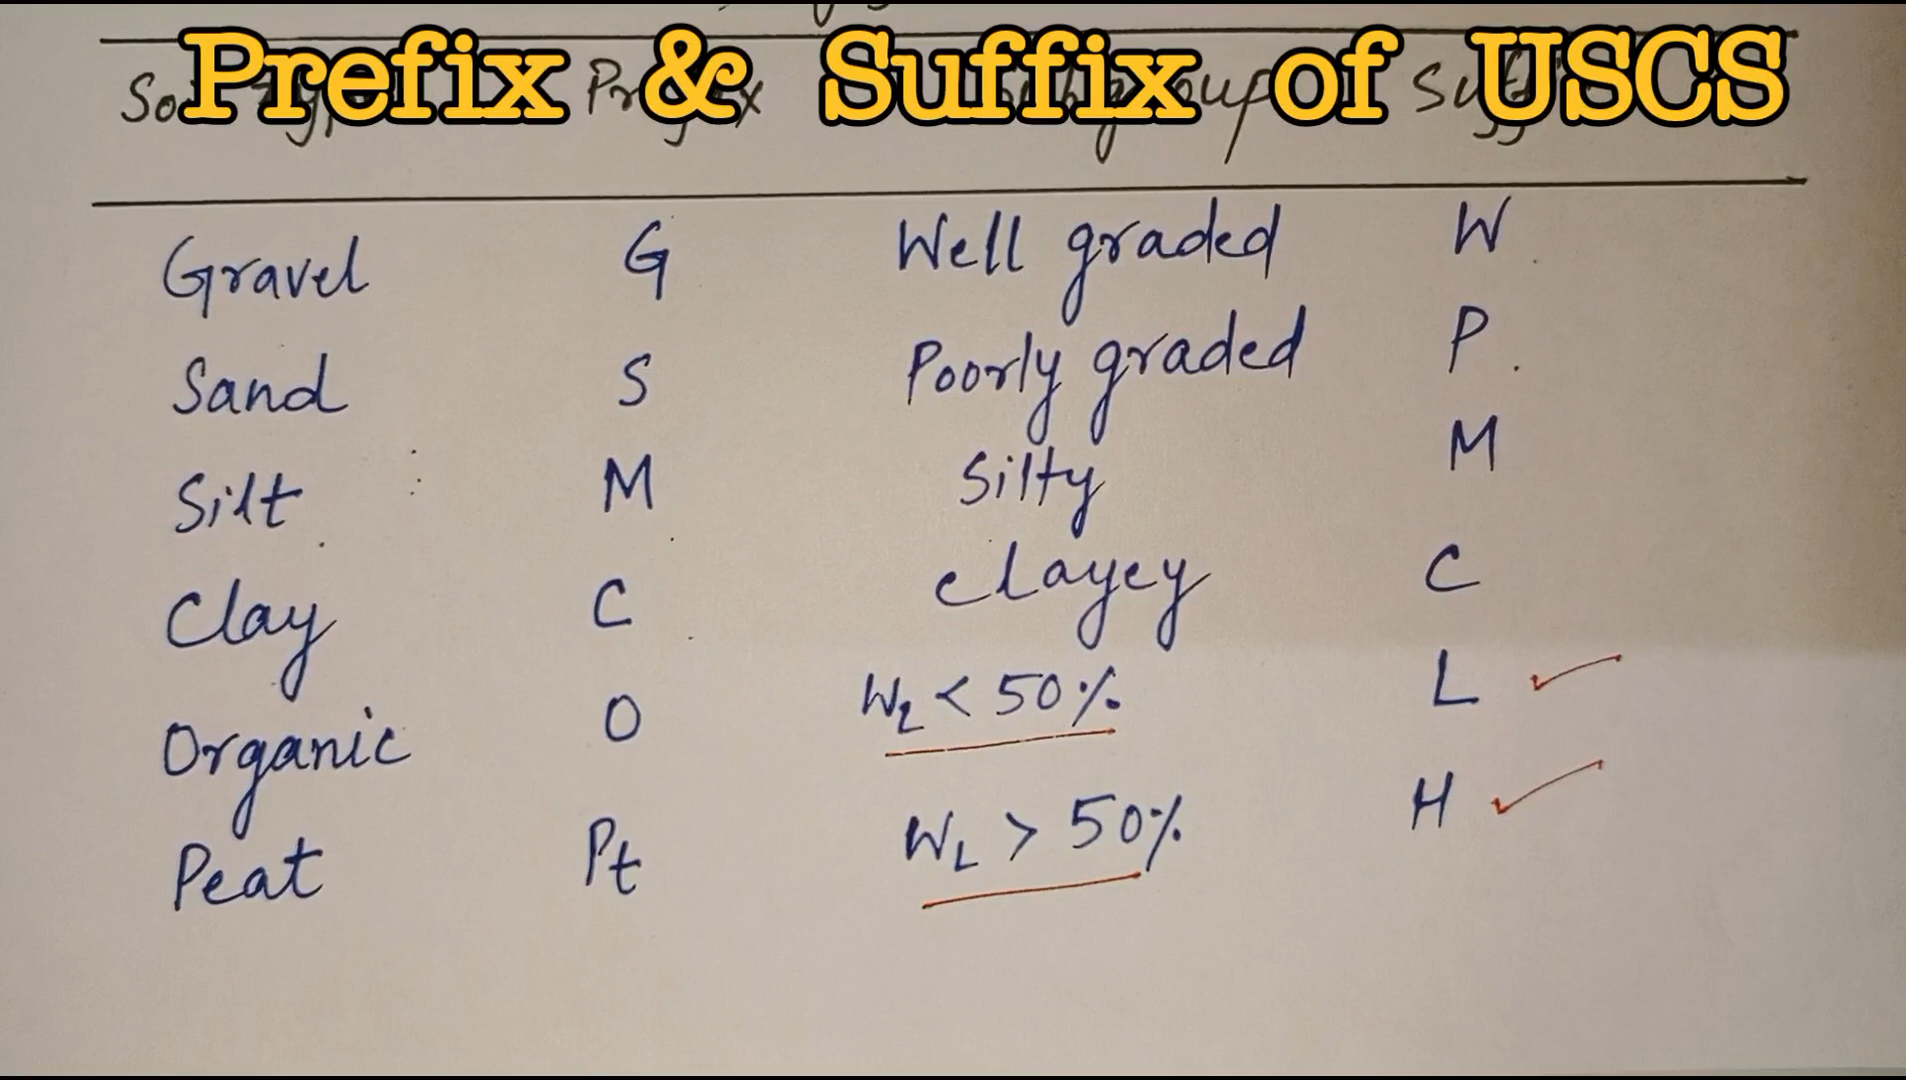 Prefix & Suffix of USCS
Gravel G Well graded W
Sand S Poorly graded P
Silt M Silty M
Clay C clayey C
Organic O WL < 50% L
Peat Pt WL > 50% H